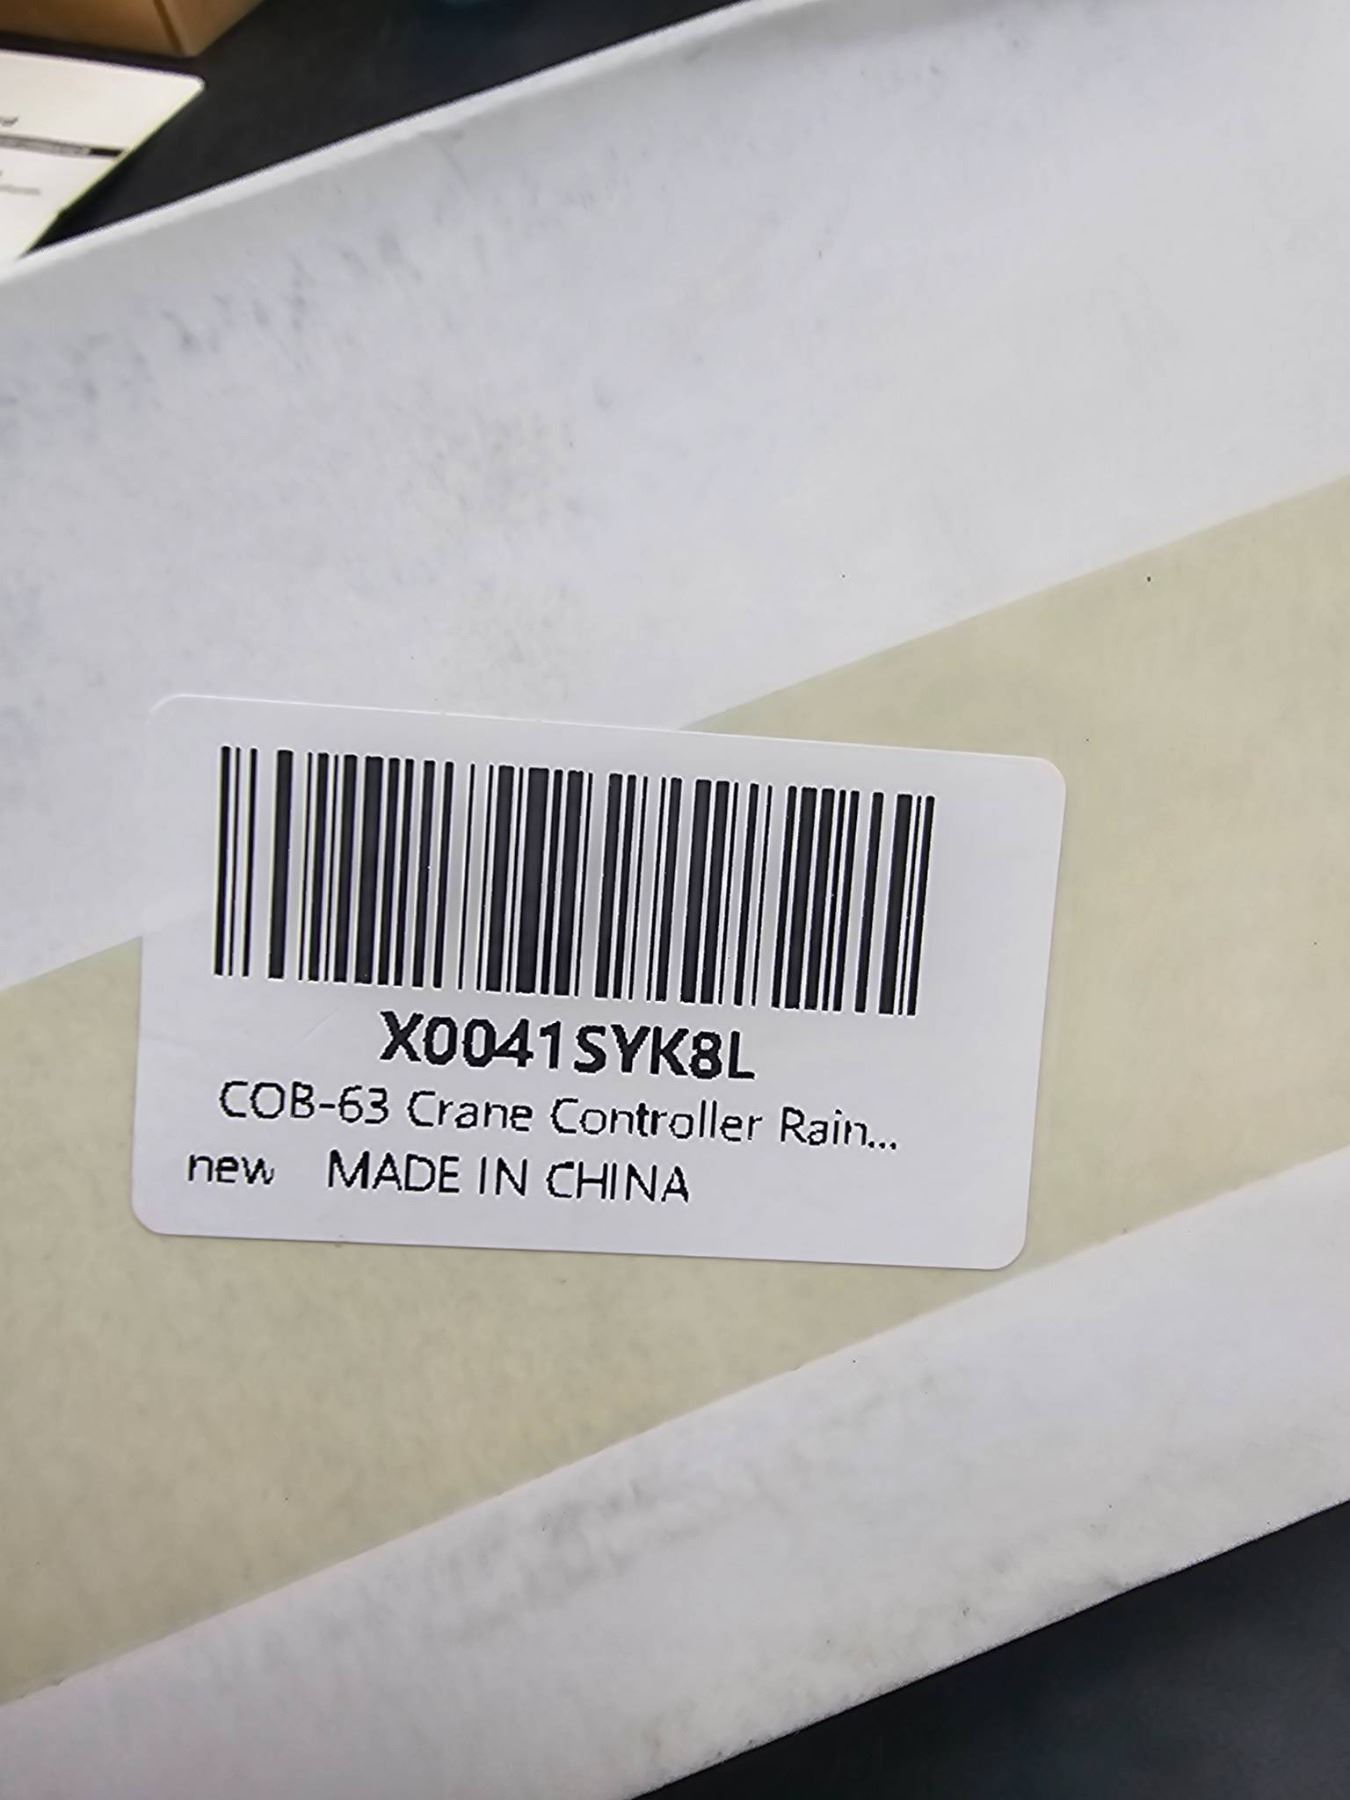 X0041SYK8L
COB-63 Crane Controller Rain...
new MADE IN CHINA